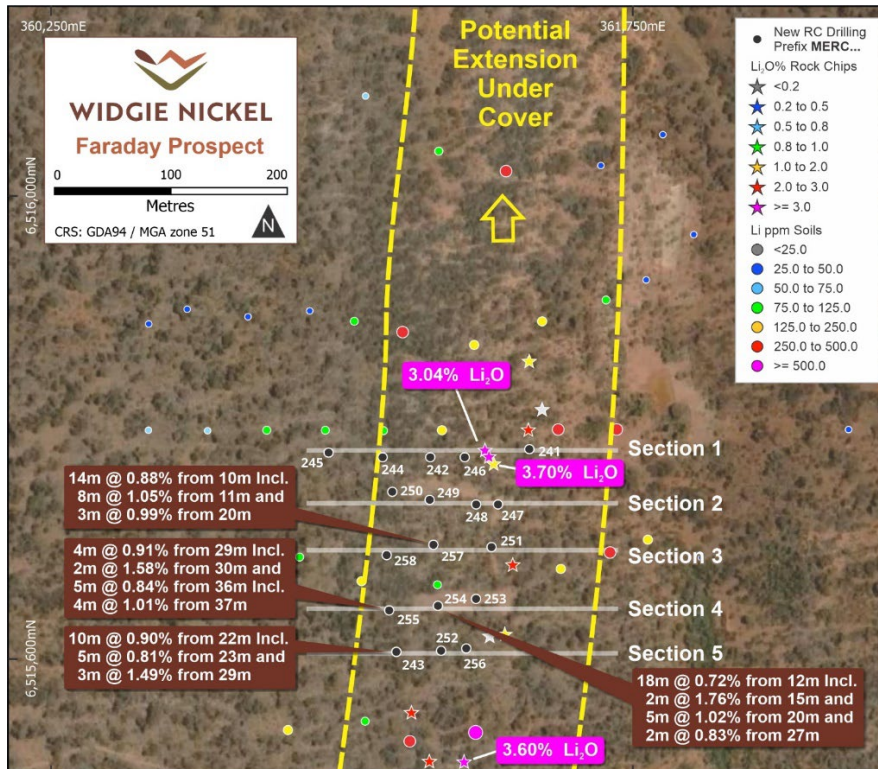 360,250mE
361,750mE
6,516,000mN
6,515,600mN
WIDGIE NICKEL
Faraday Prospect
0 100 200
Metres
CRS: GDA94 / MGA zone 51
N
Potential
Extension
Under
Cover
New RC Drilling
Prefix MERC...
Li₂O% Rock Chips
<0.2
0.2 to 0.5
0.5 to 0.8
0.8 to 1.0
1.0 to 2.0
2.0 to 3.0
>= 3.0
Li ppm Soils
<25.0
25.0 to 50.0
50.0 to 75.0
75.0 to 125.0
125.0 to 250.0
250.0 to 500.0
>= 500.0
3.04% Li₂O
3.70% Li₂O
245
244
242
246
241
Section 1
250
249
248
247
Section 2
14m @ 0.88% from 10m Incl.
8m @ 1.05% from 11m and
3m @ 0.99% from 20m
258
257
251
Section 3
4m @ 0.91% from 29m Incl.
2m @ 1.58% from 30m and
5m @ 0.84% from 36m Incl.
4m @ 1.01% from 37m
255
254
253
Section 4
10m @ 0.90% from 22m Incl.
5m @ 0.81% from 23m and
3m @ 1.49% from 29m
243
252
256
Section 5
18m @ 0.72% from 12m Incl.
2m @ 1.76% from 15m and
5m @ 1.02% from 20m and
2m @ 0.83% from 27m
3.60% Li₂O